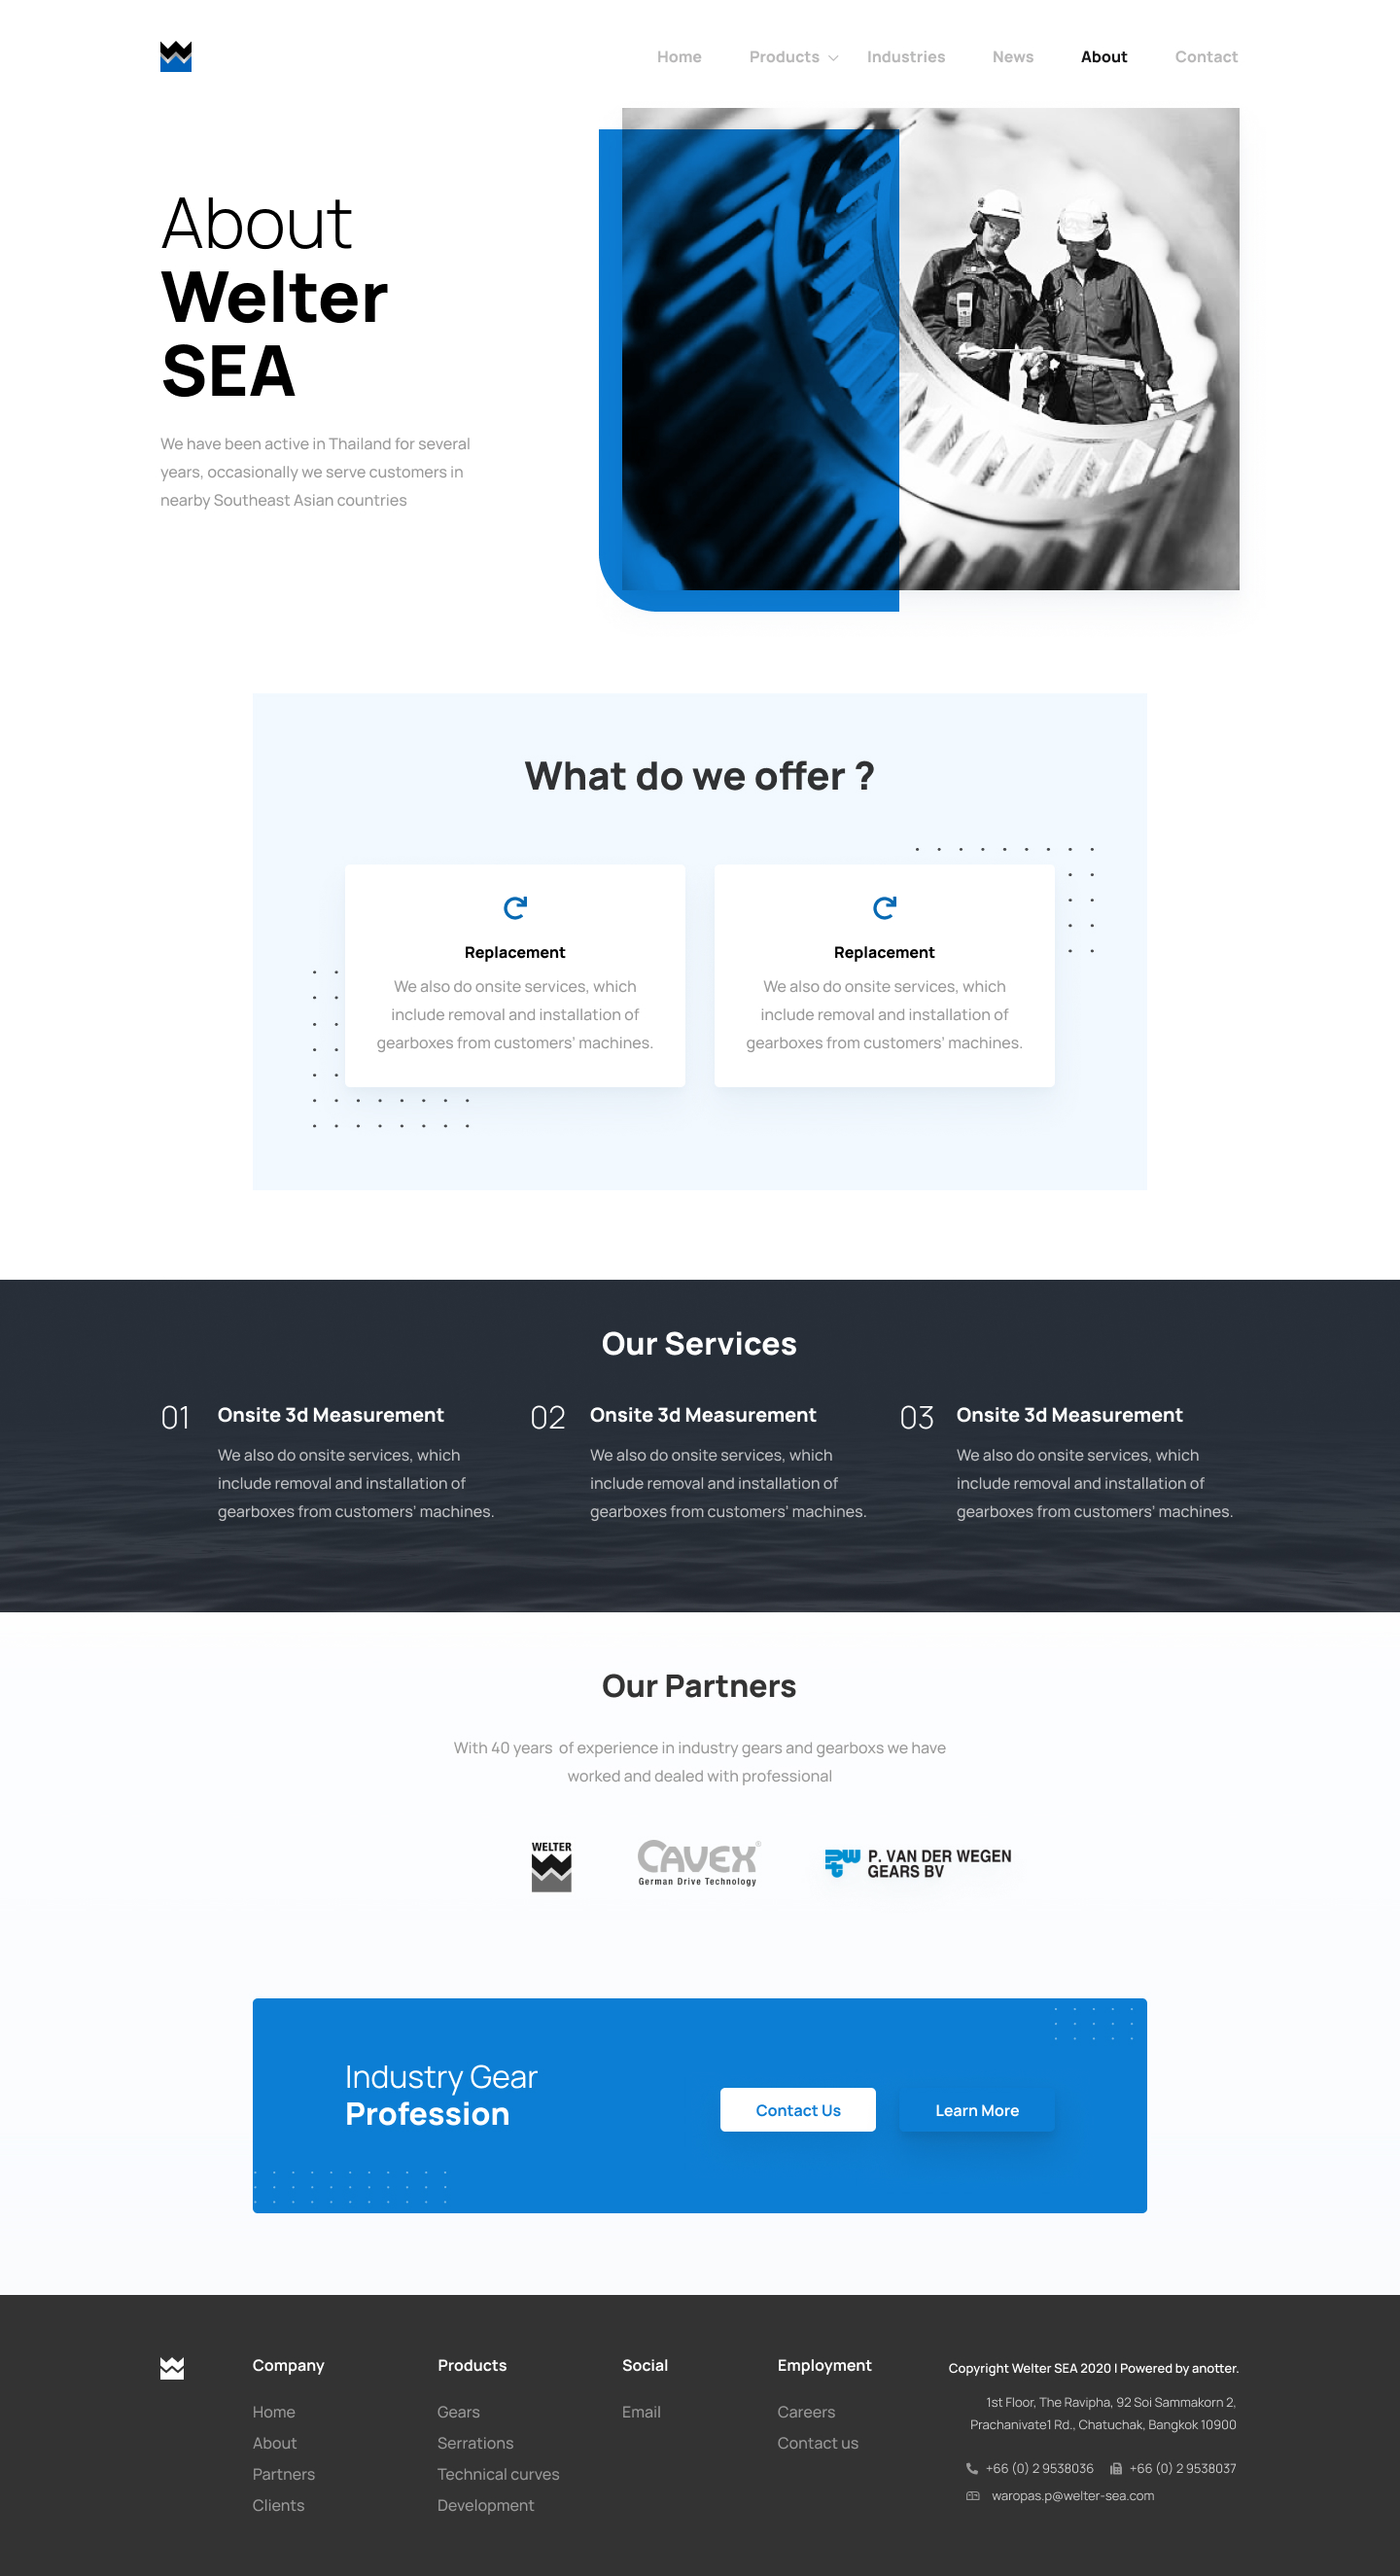 Home Products Industries News About Contact
About
Welter
SEA
We have been active in Thailand for several
years, occasionally we serve customers in
nearby Southeast Asian countries
What do we offer ?
Replacement
We also do onsite services, which
include removal and installation of
gearboxes from customers' machines.
Replacement
We also do onsite services, which
include removal and installation of
gearboxes from customers' machines.
Our Services
01 Onsite 3d Measurement
We also do onsite services, which
include removal and installation of
gearboxes from customers' machines.
02 Onsite 3d Measurement
We also do onsite services, which
include removal and installation of
gearboxes from customers' machines.
03 Onsite 3d Measurement
We also do onsite services, which
include removal and installation of
gearboxes from customers' machines.
Our Partners
With 40 years of experience in industry gears and gearboxs we have
worked and dealed with professional
WELTER
CAVEX®
German Drive Technology
pwt P. VAN DER WEGEN
GEARS BV
Industry Gear
Profession
Contact Us
Learn More
Company
Home
About
Partners
Clients
Products
Gears
Serrations
Technical curves
Development
Social
Email
Employment
Careers
Contact us
Copyright Welter SEA 2020 | Powered by anotter.
1st Floor, The Ravipha, 92 Soi Sammakorn 2,
Prachanivate1 Rd., Chatuchak, Bangkok 10900
+66 (0) 2 9538036 +66 (0) 2 9538037
waropas.p@welter-sea.com